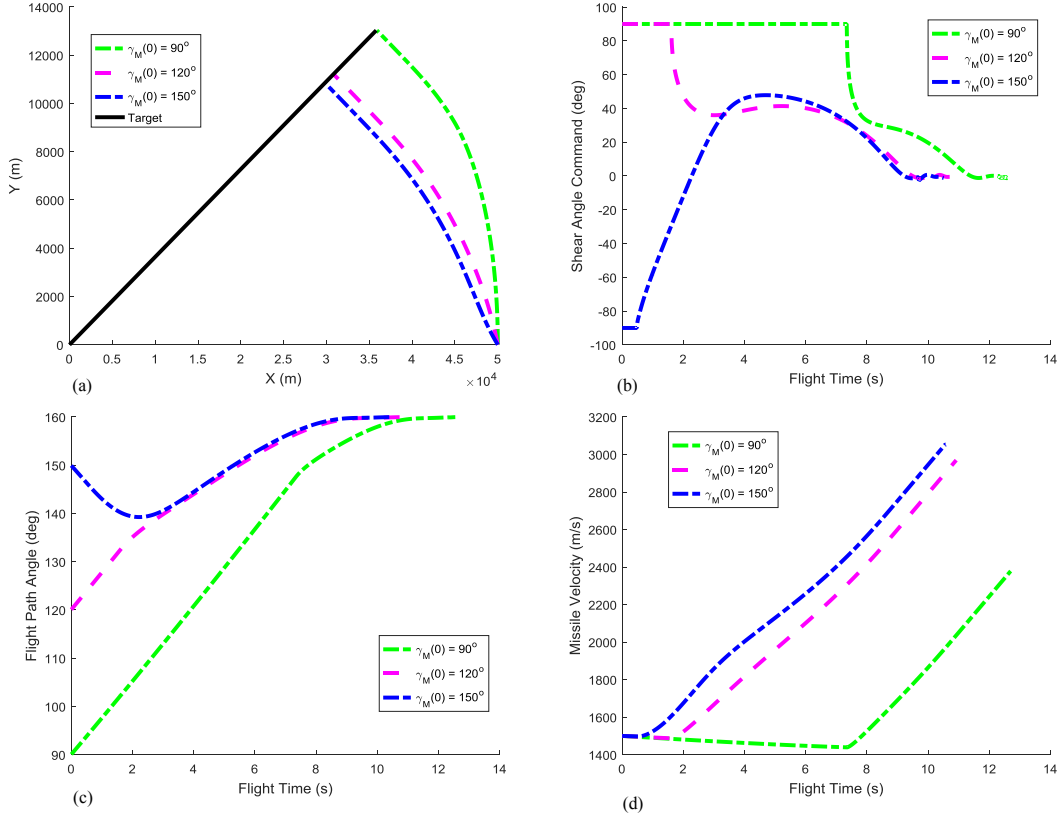 14000
12000
10000
8000
6000
4000
2000
0
Y (m)
γM(0) = 90°
γM(0) = 120°
γM(0) = 150°
Target
0 0.5 1 1.5 2 2.5 3 3.5 4 4.5 5
X (m)
× 10⁴
(a)
100
80
60
40
20
0
-20
-40
-60
-80
-100
Shear Angle Command (deg)
γM(0) = 90°
γM(0) = 120°
γM(0) = 150°
0 2 4 6 8 10 12 14
Flight Time (s)
(b)
160
150
140
130
120
110
100
90
Flight Path Angle (deg)
γM(0) = 90°
γM(0) = 120°
γM(0) = 150°
0 2 4 6 8 10 12 14
Flight Time (s)
(c)
3200
3000
2800
2600
2400
2200
2000
1800
1600
1400
Missile Velocity (m/s)
γM(0) = 90°
γM(0) = 120°
γM(0) = 150°
0 2 4 6 8 10 12 14
Flight Time (s)
(d)